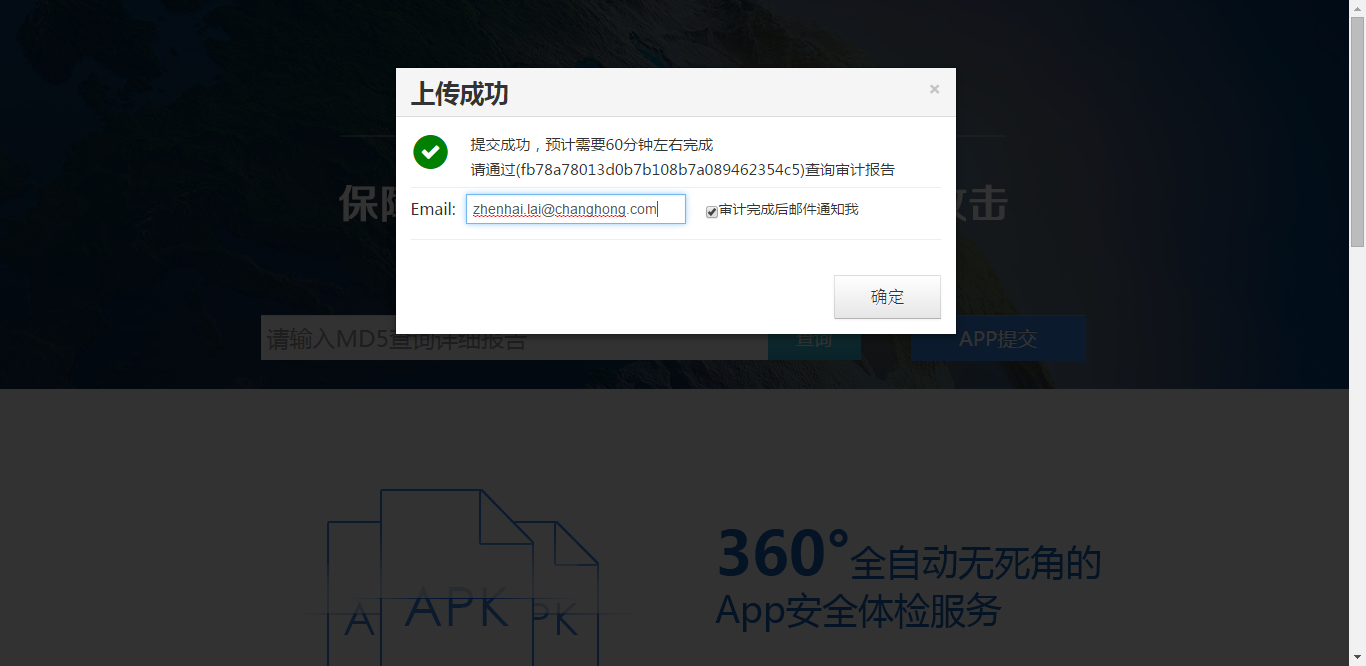 上传成功
×
提交成功，预计需要60分钟左右完成
请通过(fb78a78013d0b7b108b7a089462354c5)查询审计报告
Email: zhenhai.lai@changhong.com 审计完成后邮件通知我
确定
保 攻击
请输入MD5查询详细报告 查询 APP提交
360°全自动无死角的
App安全体检服务
A APK PK